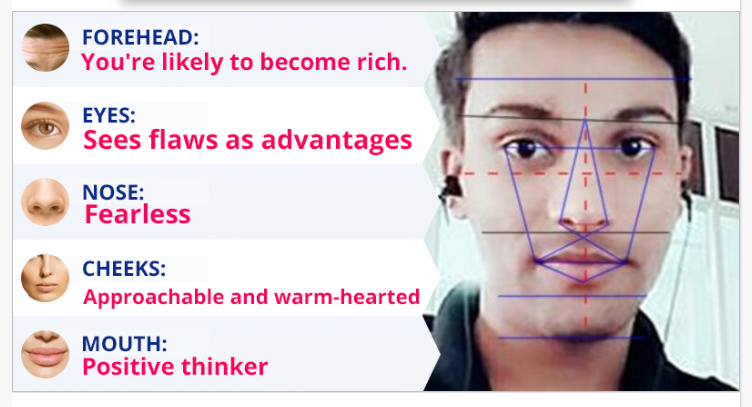 FOREHEAD:
You're likely to become rich.
EYES:
Sees flaws as advantages
NOSE:
Fearless
CHEEKS:
Approachable and warm-hearted
MOUTH:
Positive thinker